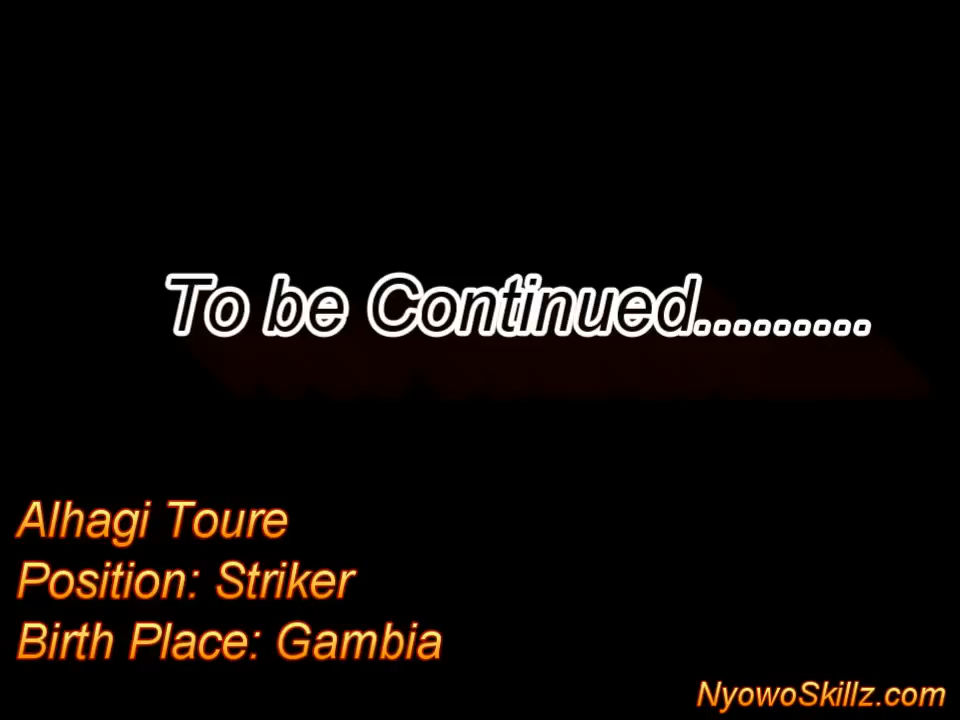 To be Continued.........
Alhagi Toure
Position: Striker
Birth Place: Gambia
NyowoSkillz.com